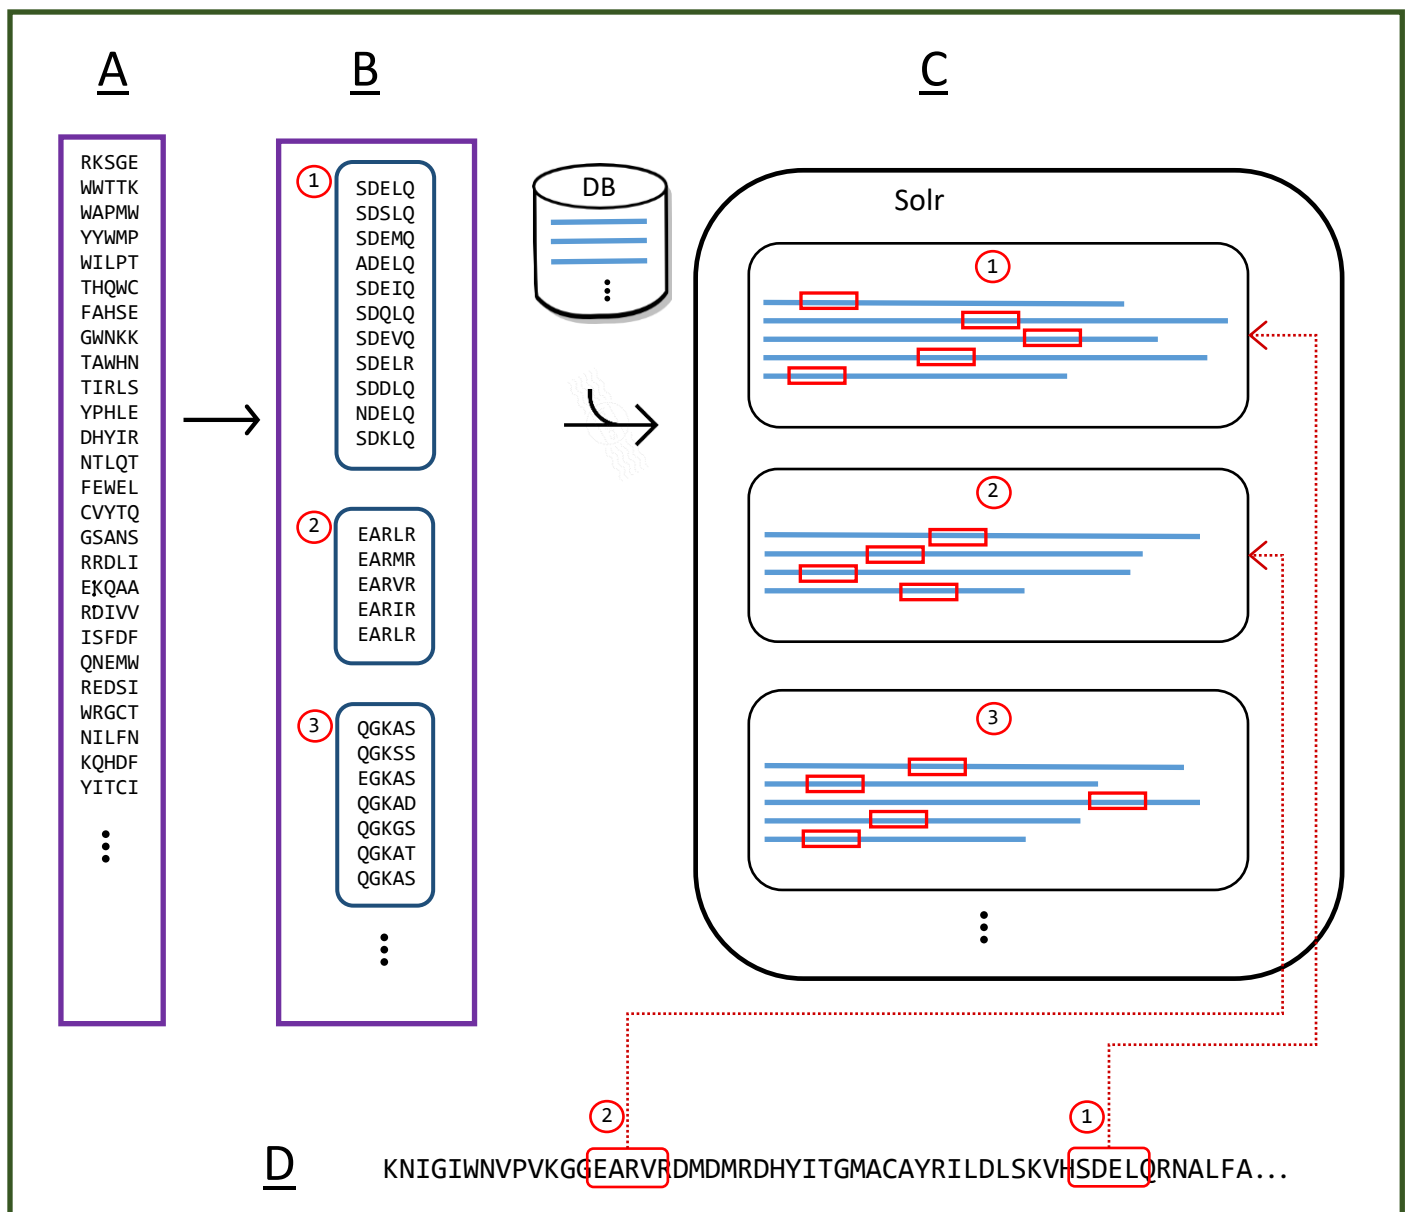 A
B
C
RKSGE
WWTTK
WAPMW
YYWMP
WILPT
THQWC
FAHSE
GWNKK
TAWHN
TIRLS
YPHLE
DHYIR
NTLQT
FEWEL
CVYTQ
GSANS
RRDLI
EKQAA
RDIVV
ISFDF
QNEMW
REDSI
WRGCT
NILFN
KQHDF
YITCI
1
SDELQ
SDSLQ
SDEMQ
ADELQ
SDEIQ
SDQLQ
SDEVQ
SDELR
SDDLQ
NDELQ
SDKLQ
2
EARLR
EARMR
EARVR
EARIR
EARLR
3
QGKAS
QGKSS
EGKAS
QGKAD
QGKGS
QGKAT
QGKAS
DB
Solr
1
2
3
2
1
D
KNIGIWNVPVKGGEARVRDMDMRDHYITGMACAYRILDLSKVHSDELQRNALFA...